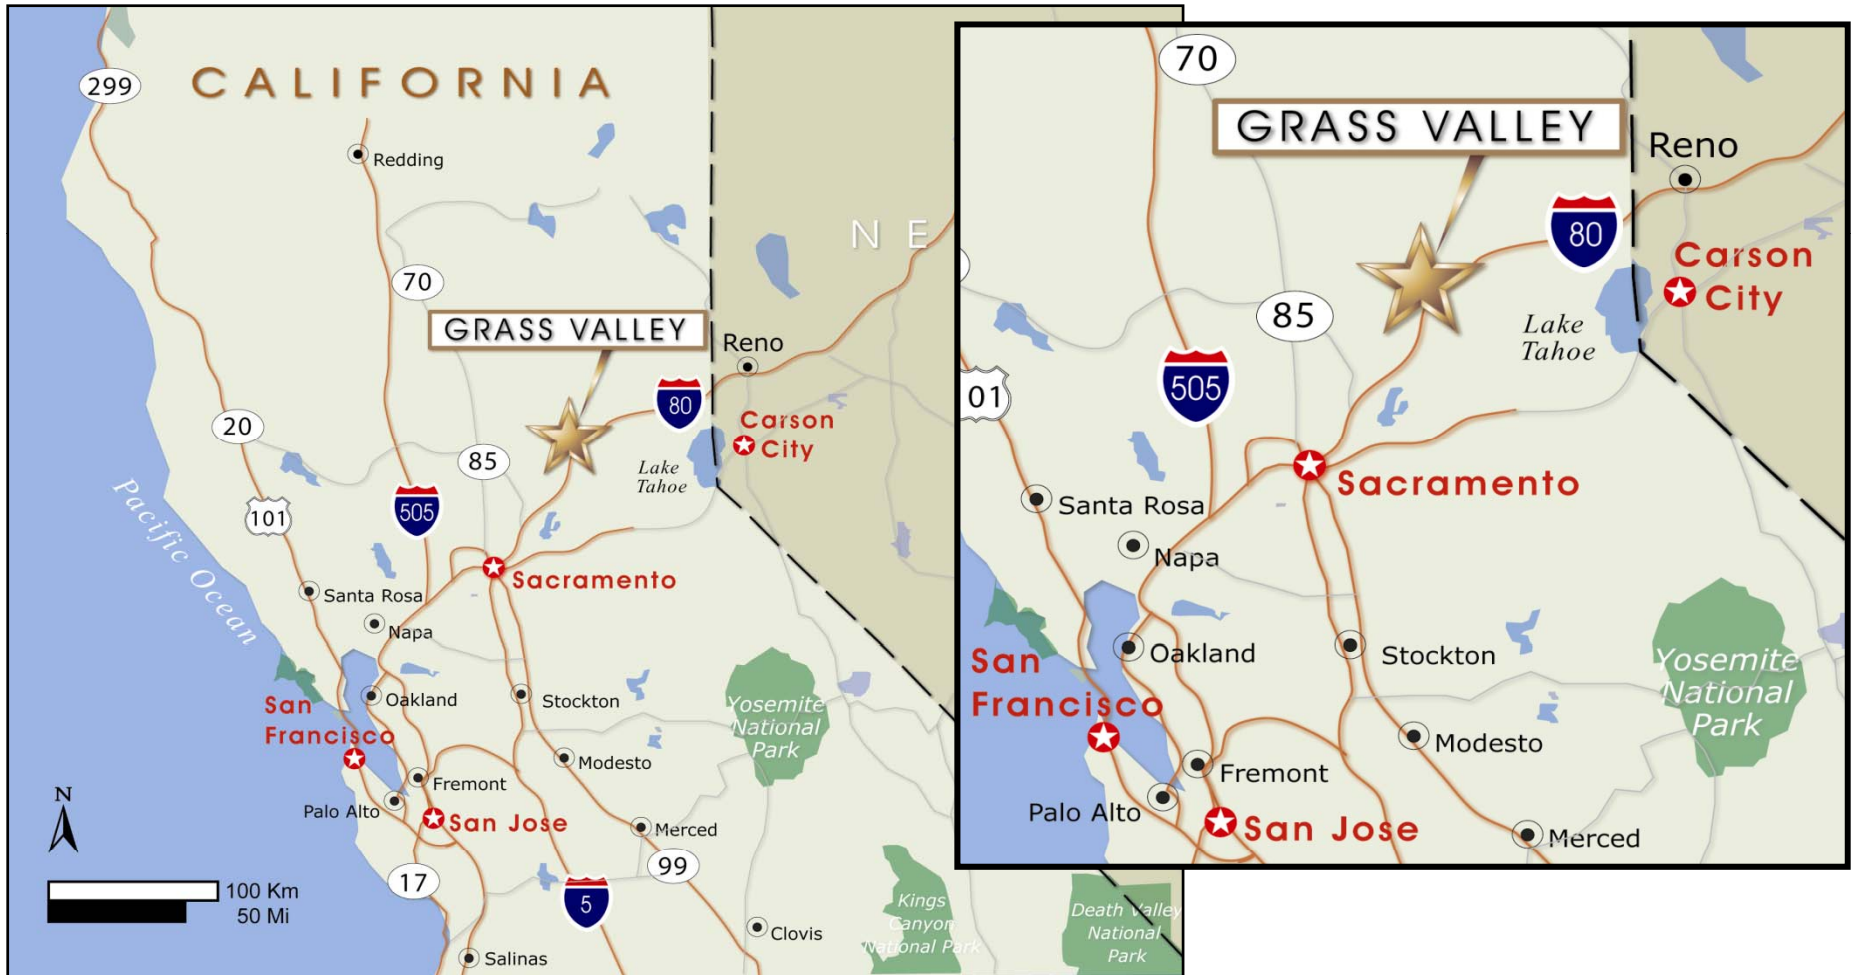 299
CALIFORNIA
Redding
N E
70
GRASS VALLEY
Reno
80
20
Carson
City
85
Lake
Tahoe
101
505
Pacific Ocean
Sacramento
Santa Rosa
Napa
Oakland
Stockton
San
Francisco
Yosemite
National
Park
Modesto
Fremont
N
Palo Alto
San Jose
Merced
99
17
100 Km
50 Mi
5
Kings
Canyon
National Park
Death Valley
National
Park
Clovis
Salinas
70
GRASS VALLEY
Reno
80
Carson
City
85
Lake
Tahoe
505
01
Sacramento
Santa Rosa
Napa
Oakland
Stockton
San
Francisco
Yosemite
National
Park
Modesto
Fremont
Palo Alto
San Jose
Merced